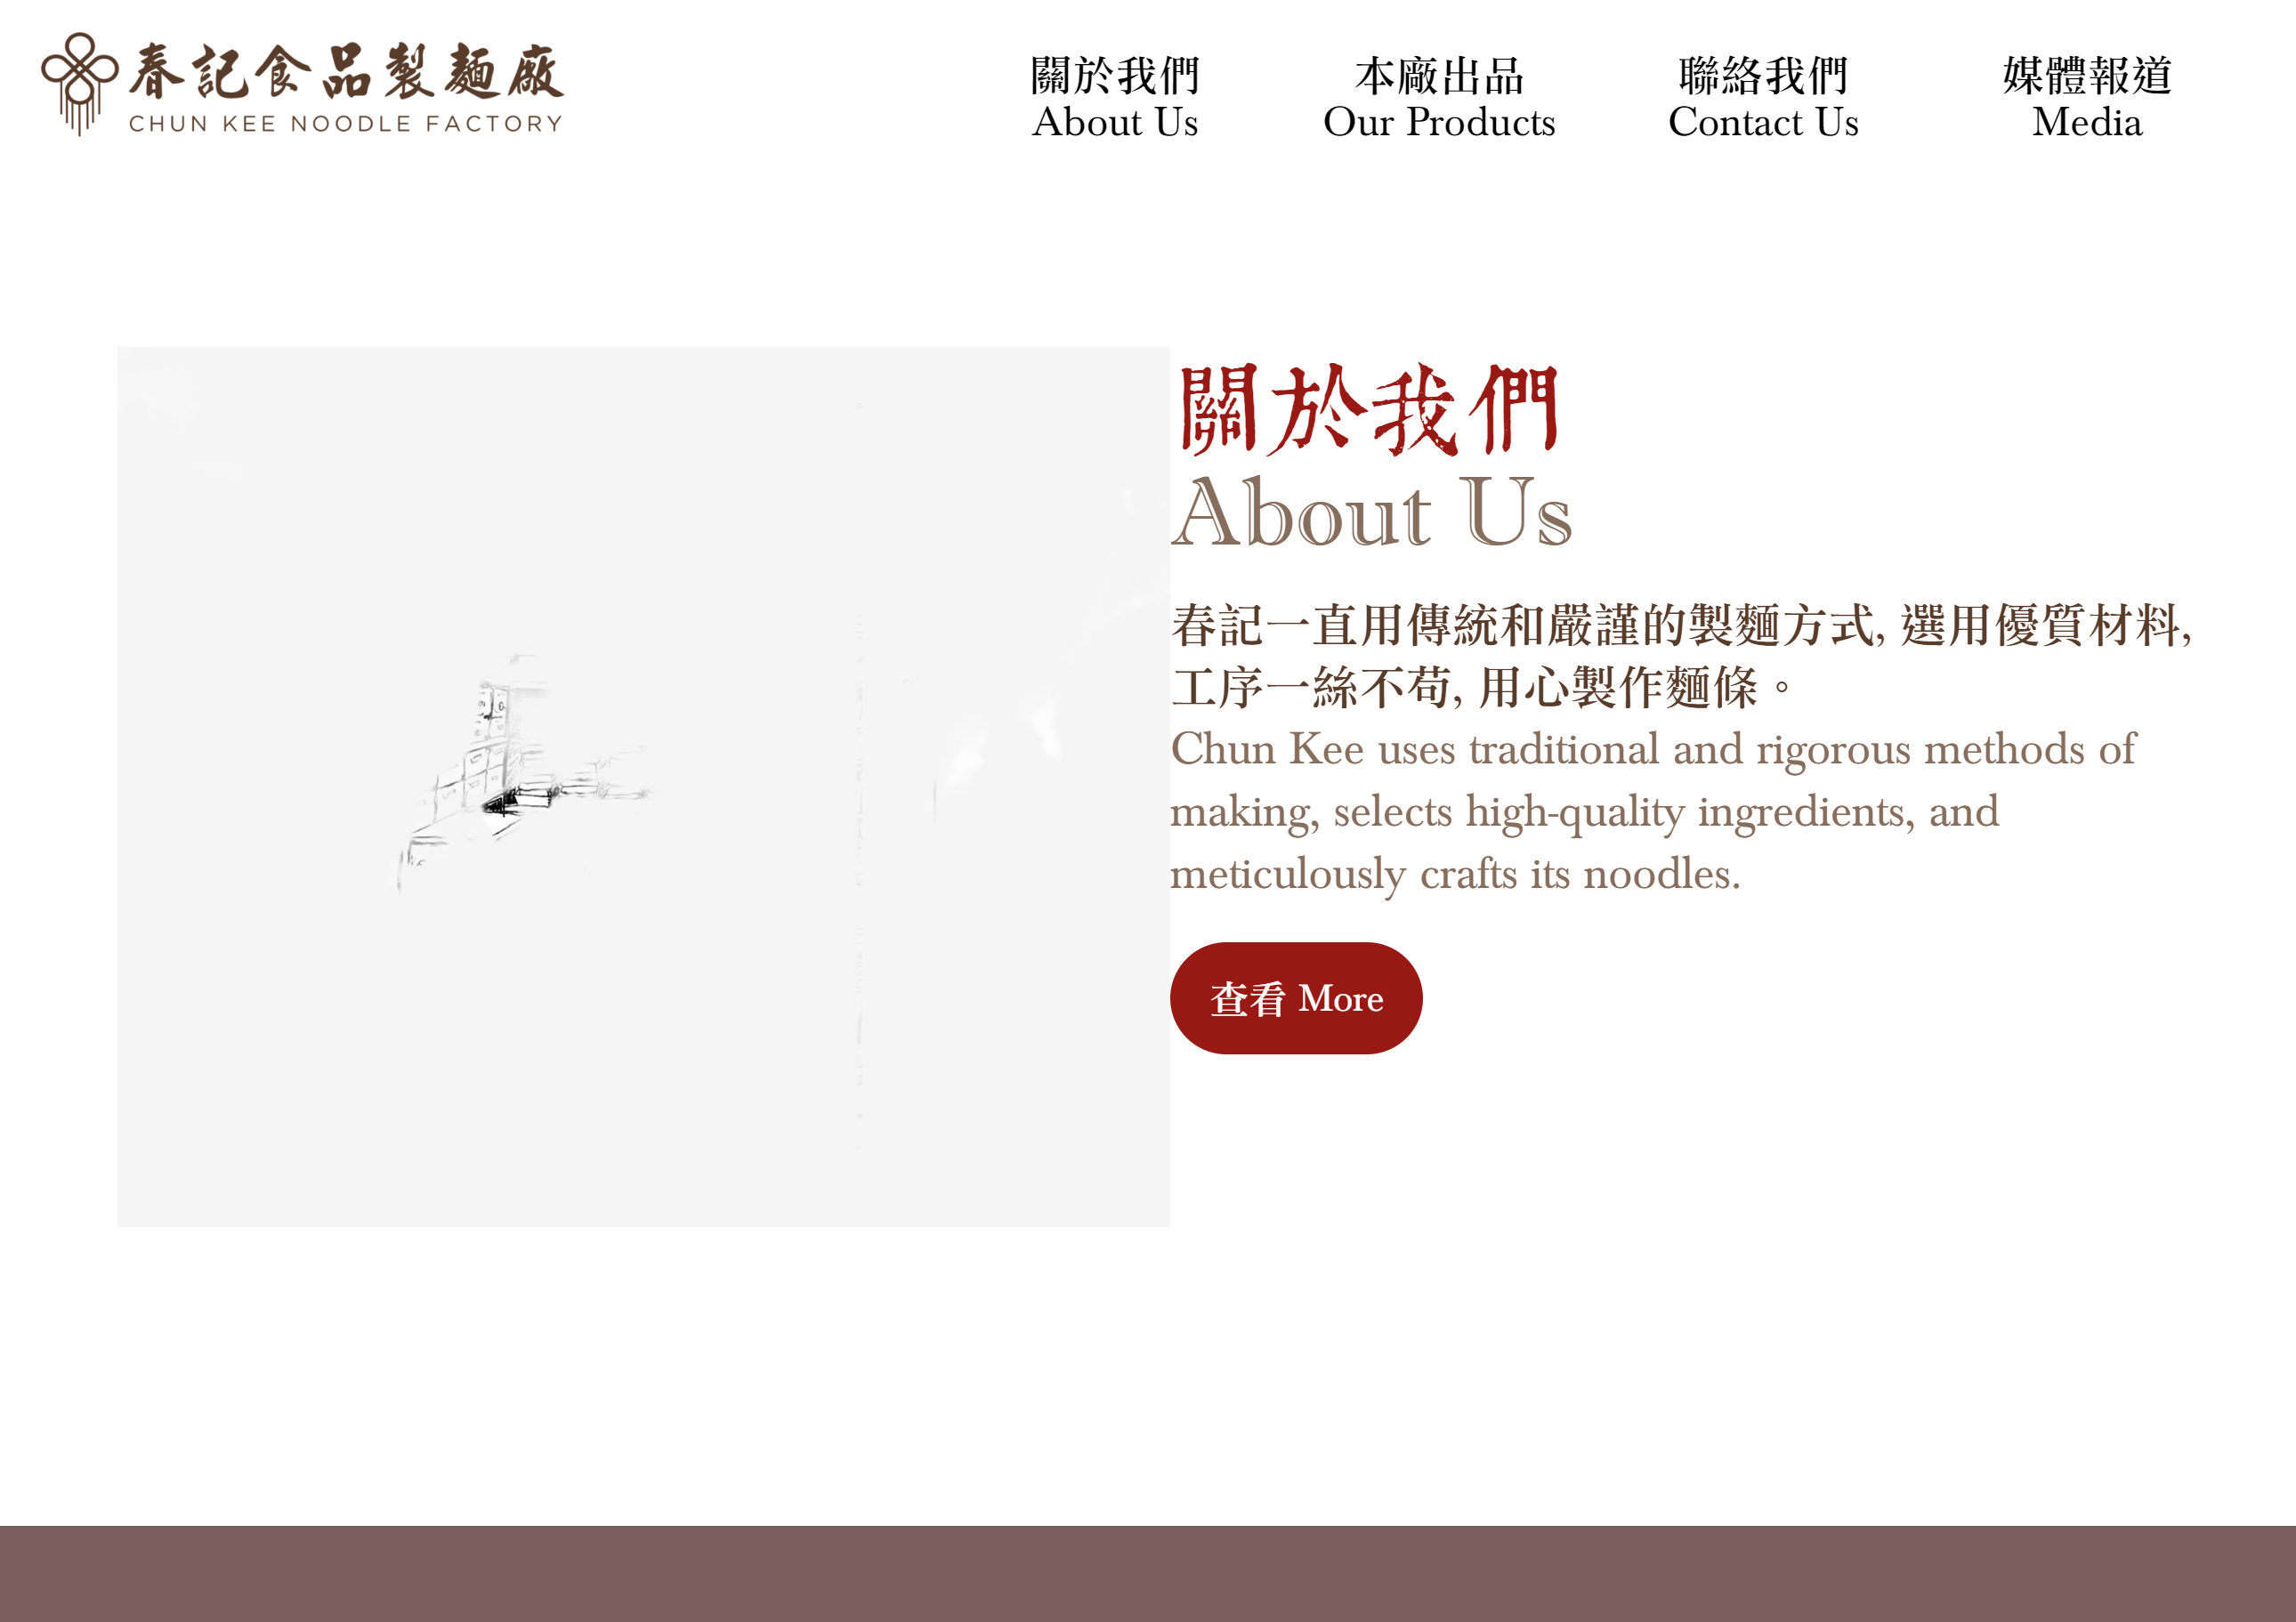 春記食品製麵廠
CHUN KEE NOODLE FACTORY
關於我們
About Us
本廠出品
Our Products
聯絡我們
Contact Us
媒體報道
Media
關於我們
About Us
春記一直用傳統和嚴謹的製麵方式, 選用優質材料,
工序一絲不苟, 用心製作麵條。
Chun Kee uses traditional and rigorous methods of
making, selects high-quality ingredients, and
meticulously crafts its noodles.
查看 More